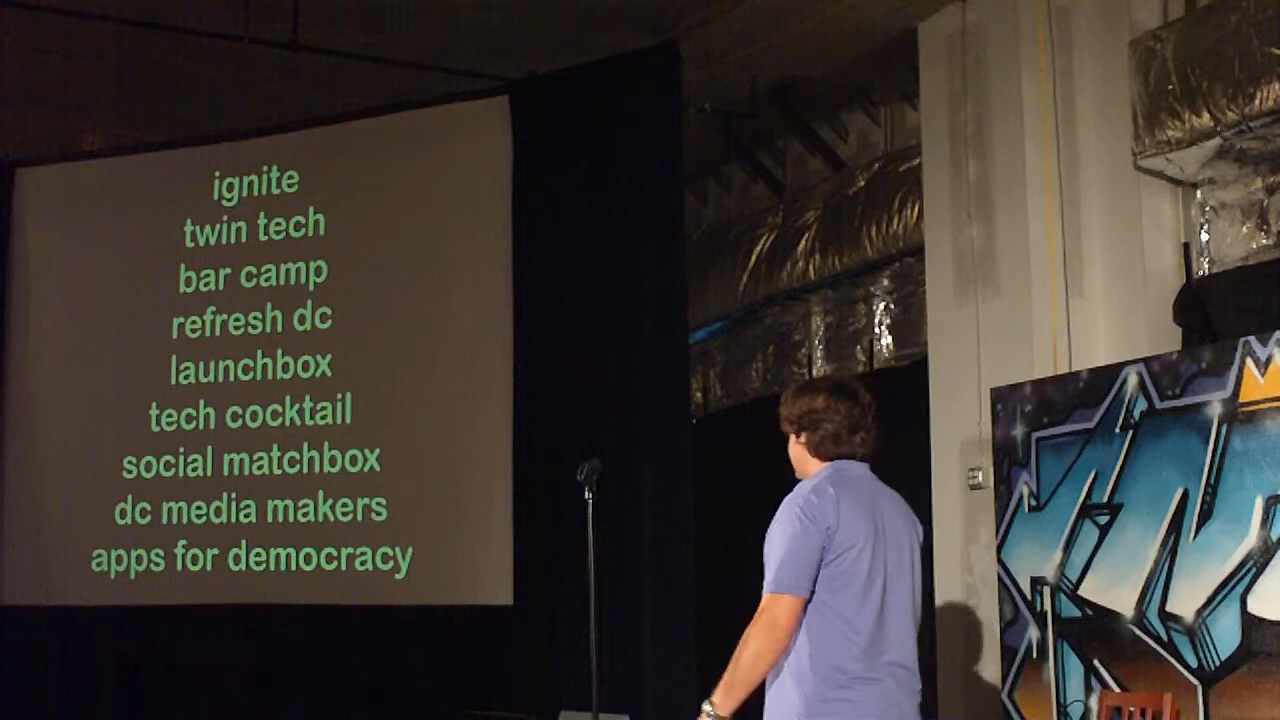 ignite
twin tech
bar camp
refresh dc
launchbox
tech cocktail
social matchbox
dc media makers
apps for democracy